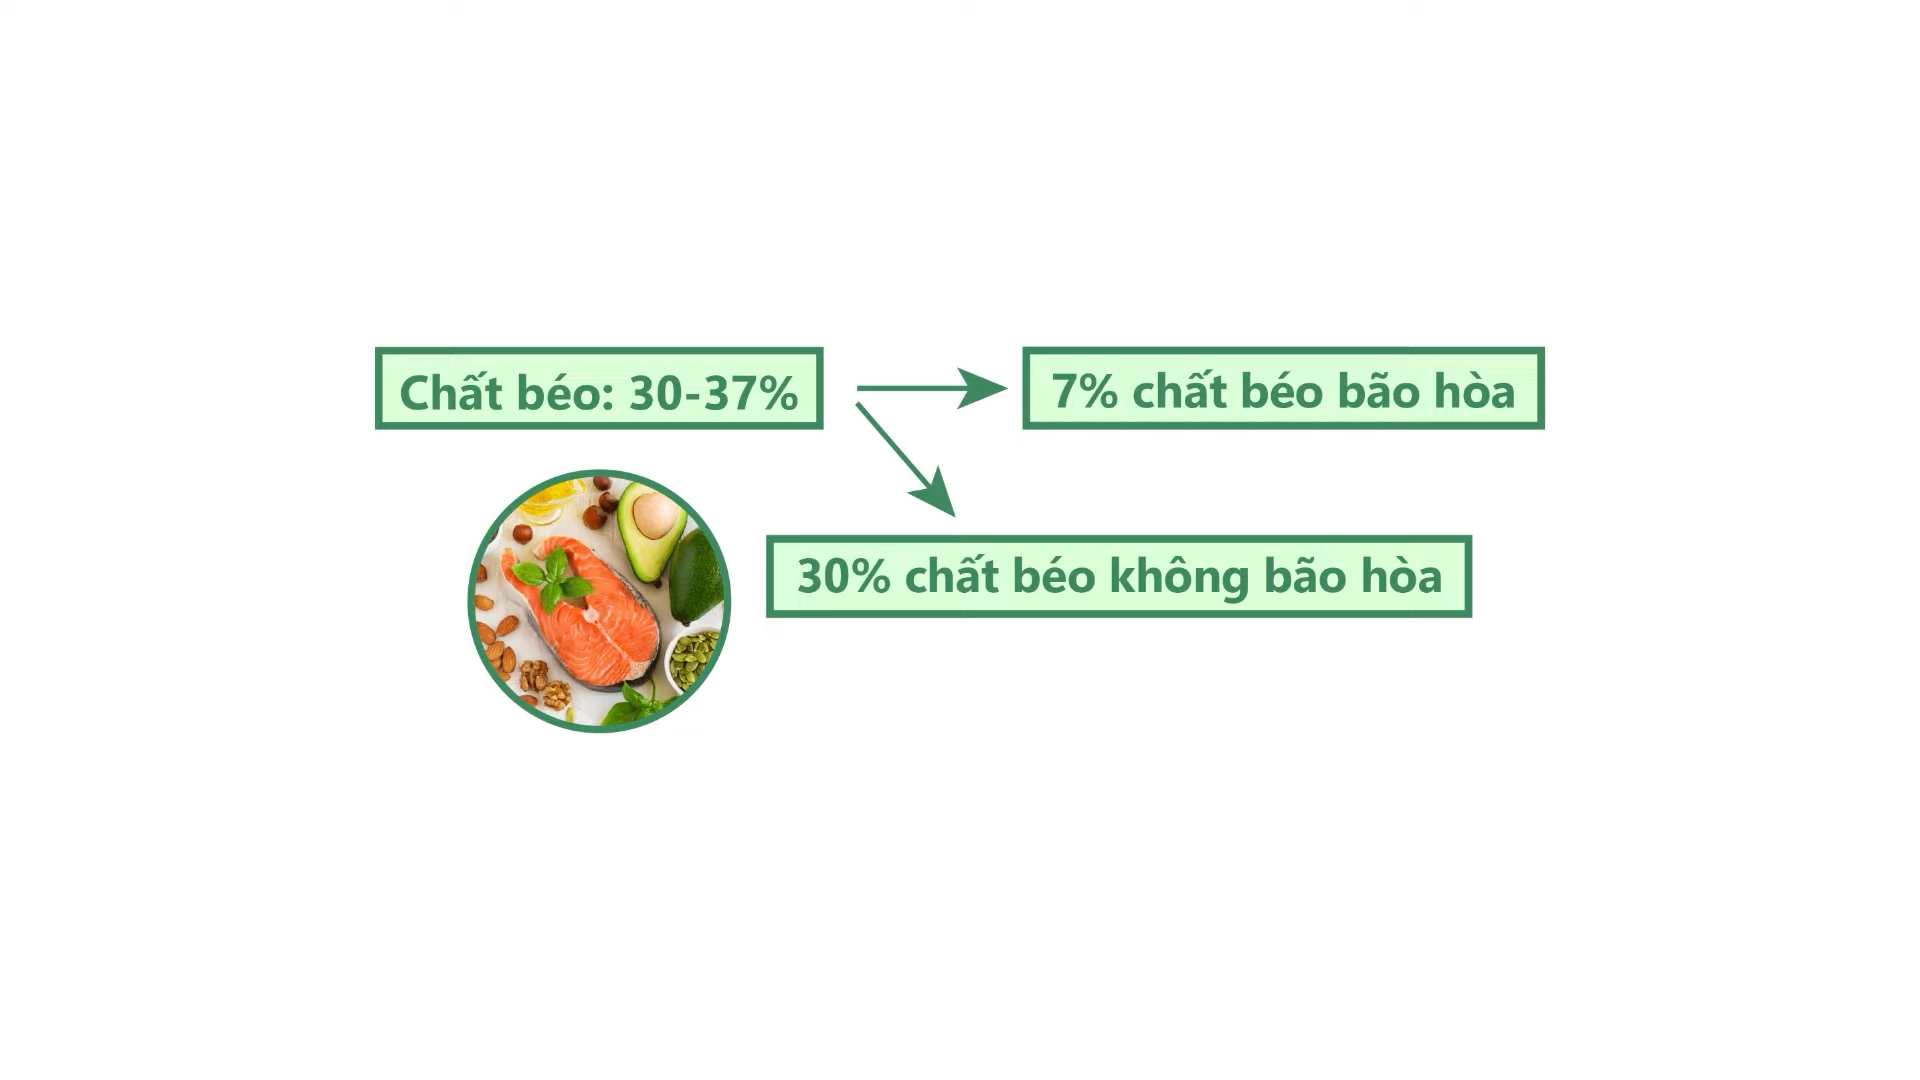 Chất béo: 30-37%
7% chất béo bão hòa
30% chất béo không bão hòa